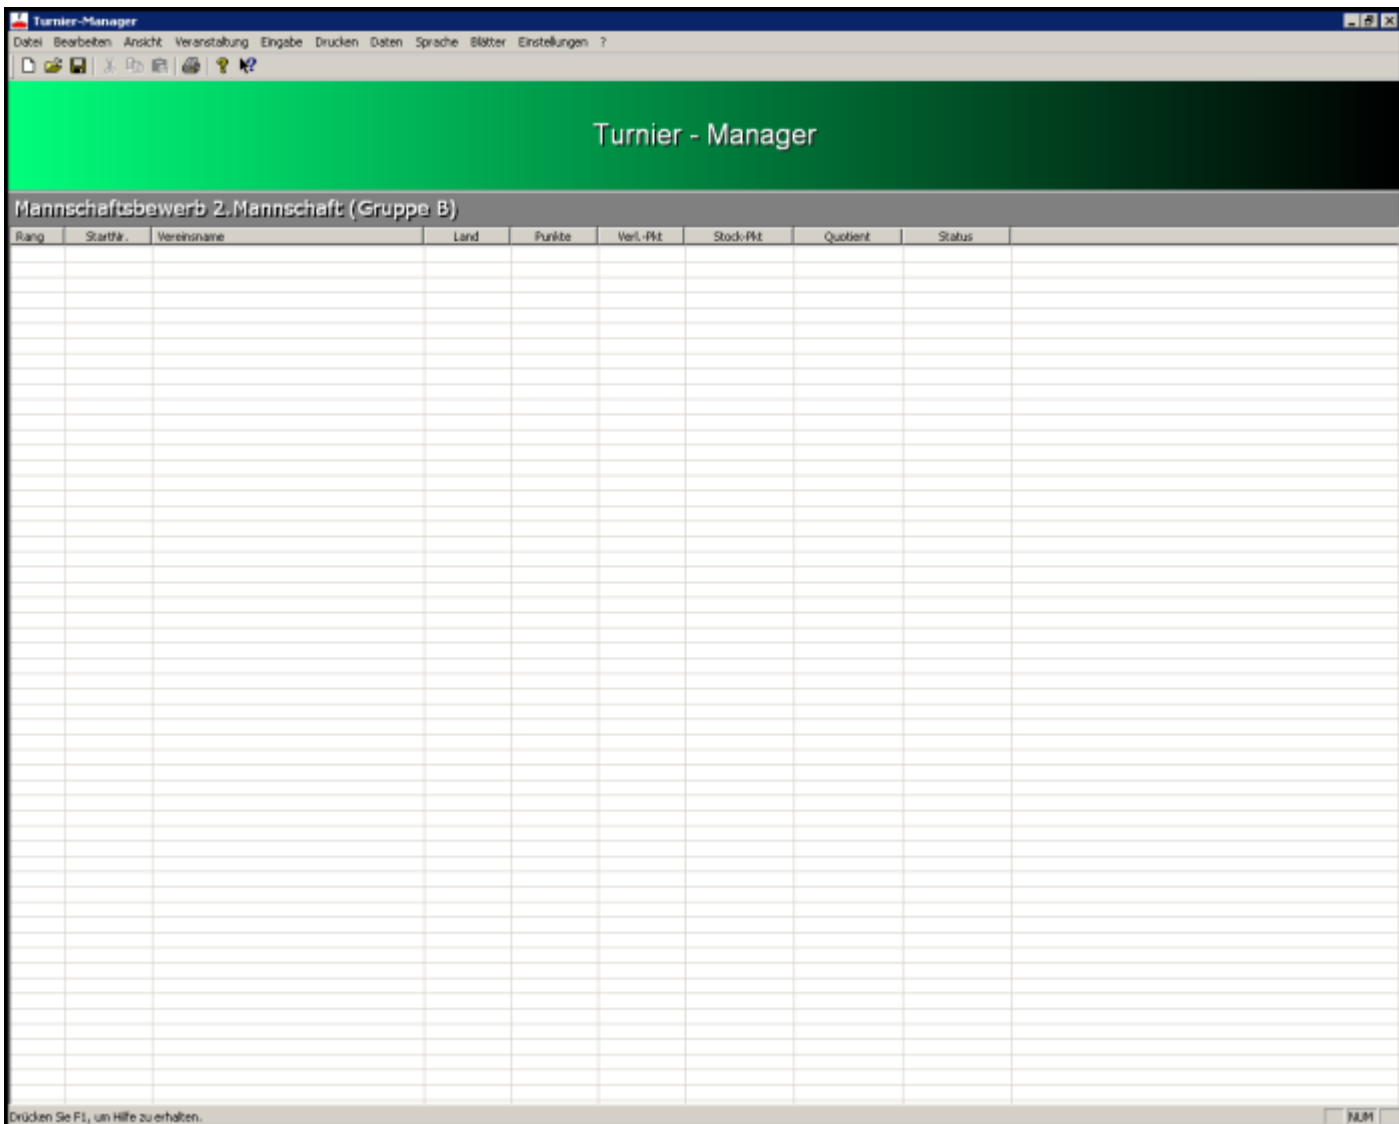 Turnier-Manager
Datei Bearbeiten Ansicht Veranstaltung Eingabe Drucken Daten Sprache Blätter Einstellungen ?
Turnier - Manager
Mannschaftsbewerb 2.Mannschaft (Gruppe B)
Rang StartNr. Vereinsname Land Punkte Verl.-Pkt Stock-Pkt Quotient Status
Drücken Sie F1, um Hilfe zu erhalten. NUM